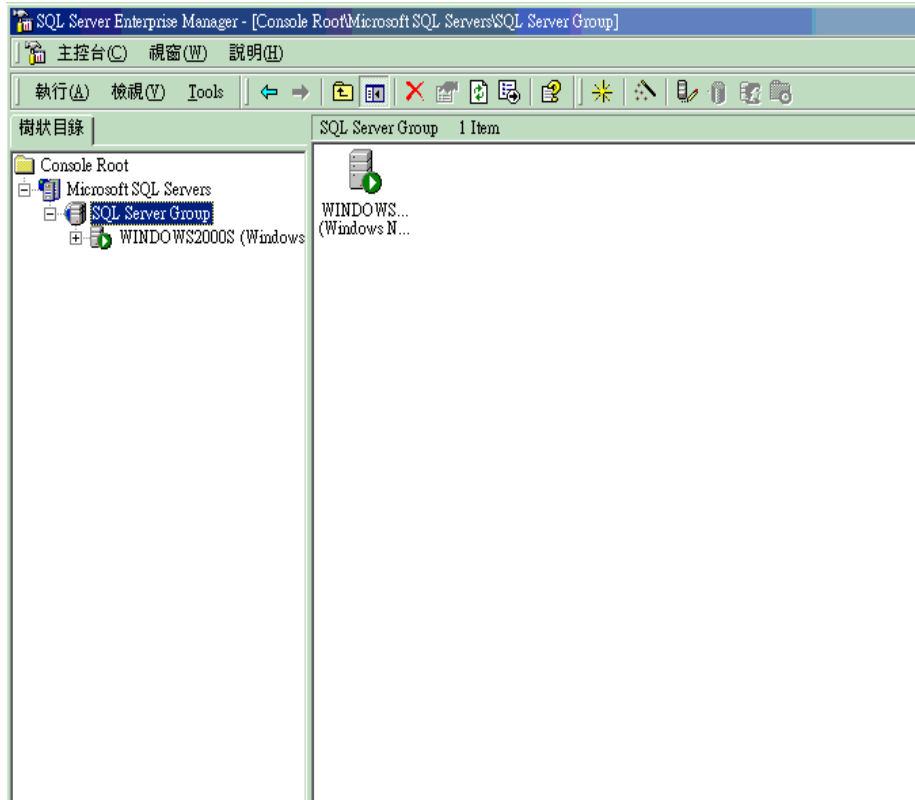 SQL Server Enterprise Manager - [Console Root\Microsoft SQL Servers\SQL Server Group]
主控台(C) 視窗(W) 說明(H)
執行(A) 檢視(V) Tools
樹狀目錄
SQL Server Group 1 Item
Console Root
Microsoft SQL Servers
SQL Server Group
WINDOWS2000S (Windows
WINDOWS...
(Windows N...